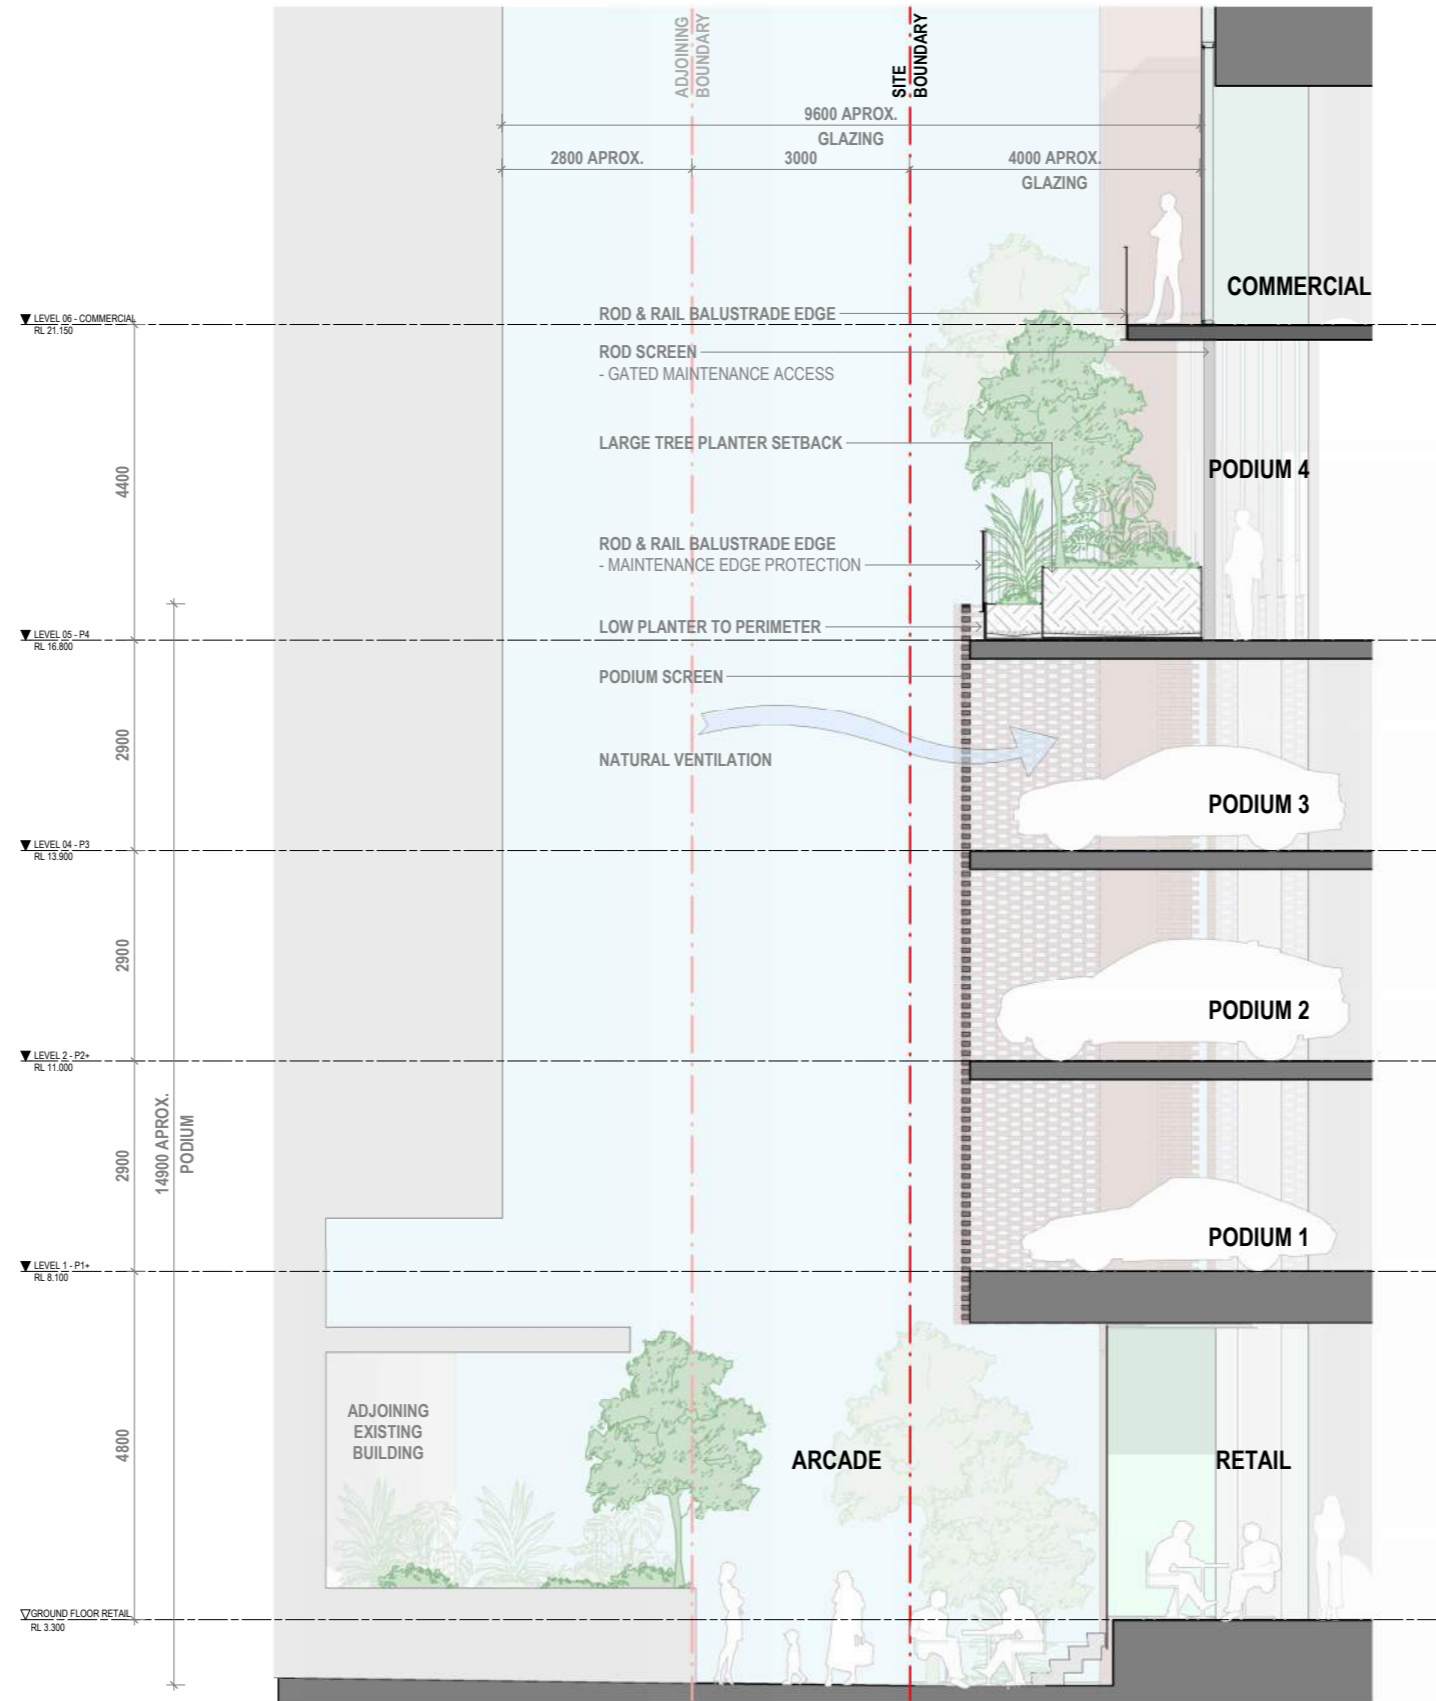 ADJOINING
BOUNDARY
SITE
BOUNDARY
9600 APROX.
GLAZING
2800 APROX.
3000
4000 APROX.
GLAZING
COMMERCIAL
ROD & RAIL BALUSTRADE EDGE
LEVEL 06 - COMMERCIAL
RL 21.150
ROD SCREEN
- GATED MAINTENANCE ACCESS
LARGE TREE PLANTER SETBACK
PODIUM 4
4400
ROD & RAIL BALUSTRADE EDGE
- MAINTENANCE EDGE PROTECTION
LOW PLANTER TO PERIMETER
LEVEL 05 - P4
RL 16.800
PODIUM SCREEN
2900
NATURAL VENTILATION
PODIUM 3
LEVEL 04 - P3
RL 13.900
2900
PODIUM 2
LEVEL 2 - P2+
RL 11.000
14900 APROX.
PODIUM
2900
PODIUM 1
LEVEL 1 - P1+
RL 8.100
ADJOINING
EXISTING
BUILDING
4800
ARCADE
RETAIL
GROUND FLOOR RETAIL
RL 3.300